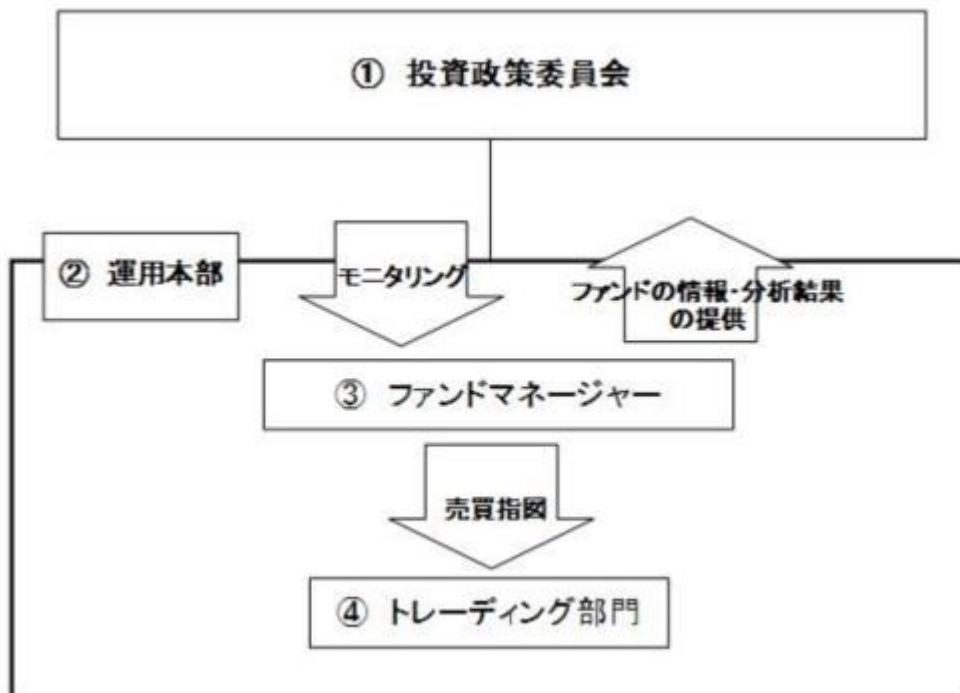 ① 投資政策委員会
② 運用本部
モニタリング
ファンドの情報・分析結果
の提供
③ ファンドマネージャー
売買指図
④ トレーディング部門